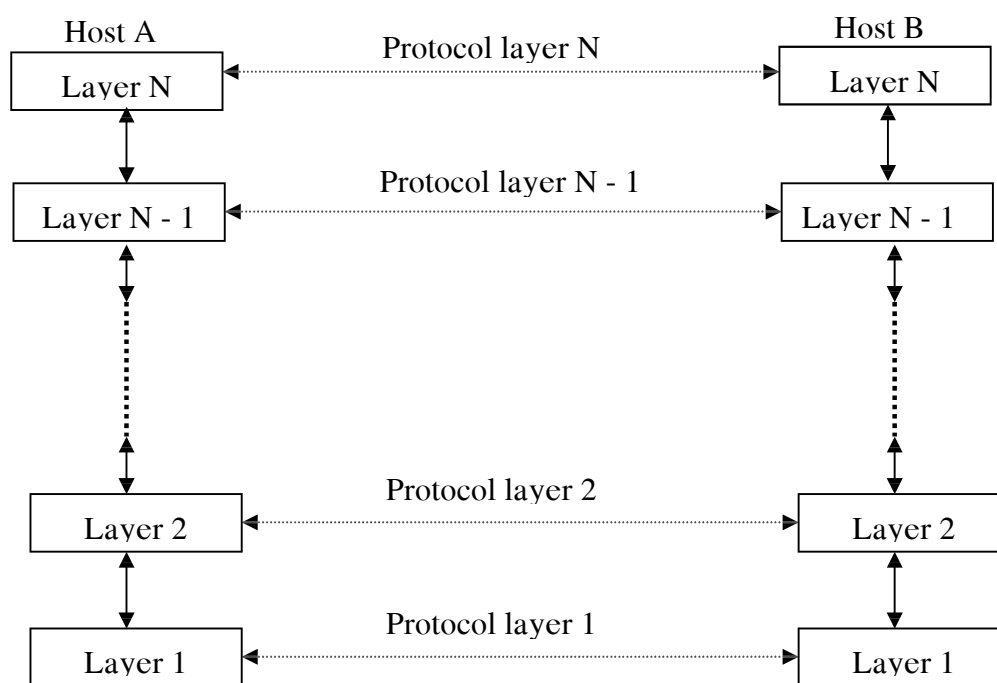 Host A
Host B
Protocol layer N
Layer N
Layer N
Protocol layer N - 1
Layer N - 1
Layer N - 1
Protocol layer 2
Layer 2
Layer 2
Protocol layer 1
Layer 1
Layer 1